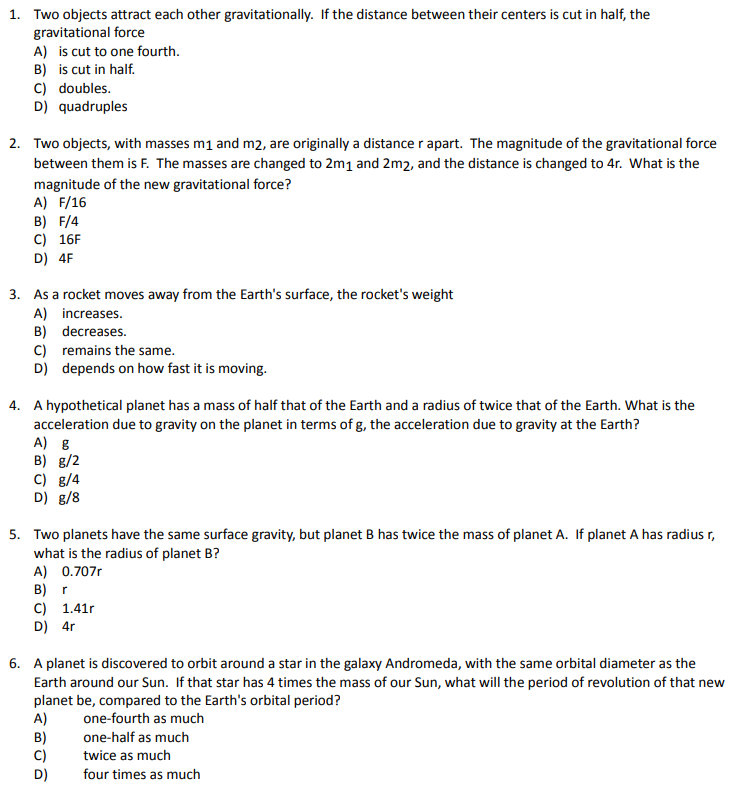 1. Two objects attract each other gravitationally. If the distance between their centers is cut in half, the
gravitational force
A) is cut to one fourth.
B) is cut in half.
C) doubles.
D) quadruples
2. Two objects, with masses m1 and m2, are originally a distance r apart. The magnitude of the gravitational force
between them is F. The masses are changed to 2m1 and 2m2, and the distance is changed to 4r. What is the
magnitude of the new gravitational force?
A) F/16
B) F/4
C) 16F
D) 4F
3. As a rocket moves away from the Earth's surface, the rocket's weight
A) increases.
B) decreases.
C) remains the same.
D) depends on how fast it is moving.
4. A hypothetical planet has a mass of half that of the Earth and a radius of twice that of the Earth. What is the
acceleration due to gravity on the planet in terms of g, the acceleration due to gravity at the Earth?
A) g
B) g/2
C) g/4
D) g/8
5. Two planets have the same surface gravity, but planet B has twice the mass of planet A. If planet A has radius r,
what is the radius of planet B?
A) 0.707r
B) r
C) 1.41r
D) 4r
6. A planet is discovered to orbit around a star in the galaxy Andromeda, with the same orbital diameter as the
Earth around our Sun. If that star has 4 times the mass of our Sun, what will the period of revolution of that new
planet be, compared to the Earth's orbital period?
A) one-fourth as much
B) one-half as much
C) twice as much
D) four times as much